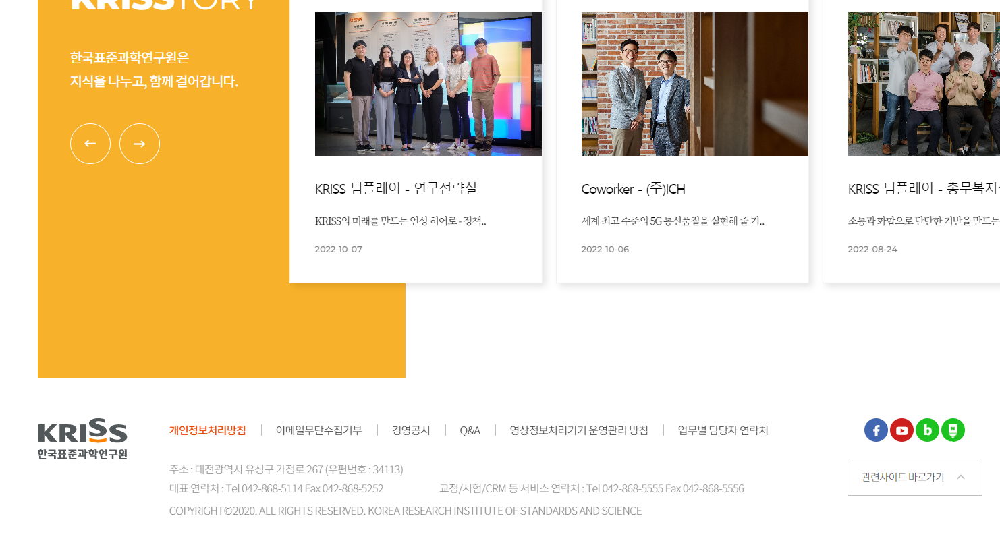 KRISSTORY
한국표준과학연구원은
지식을 나누고, 함께 걸어갑니다.
KRISS 팀플레이 - 연구전략실
KRISS의 미래를 만드는 언성 히어로 - 정책..
2022-10-07
Coworker - (주)ICH
세계 최고 수준의 5G 통신품질을 실현해 줄 기..
2022-10-06
KRISS 팀플레이 - 총무복지
소통과 화합으로 단단한 기반을 만드는
2022-08-24
KRISS
한국표준과학연구원
개인정보처리방침
이메일무단수집거부
경영공시
Q&A
영상정보처리기기 운영관리 방침
업무별 담당자 연락처
주소 : 대전광역시 유성구 가정로 267 (우편번호 : 34113)
대표 연락처 : Tel 042-868-5114 Fax 042-868-5252
교정/시험/CRM 등 서비스 연락처 : Tel 042-868-5555 Fax 042-868-5556
COPYRIGHT©2020. ALL RIGHTS RESERVED. KOREA RESEARCH INSTITUTE OF STANDARDS AND SCIENCE
관련사이트 바로가기